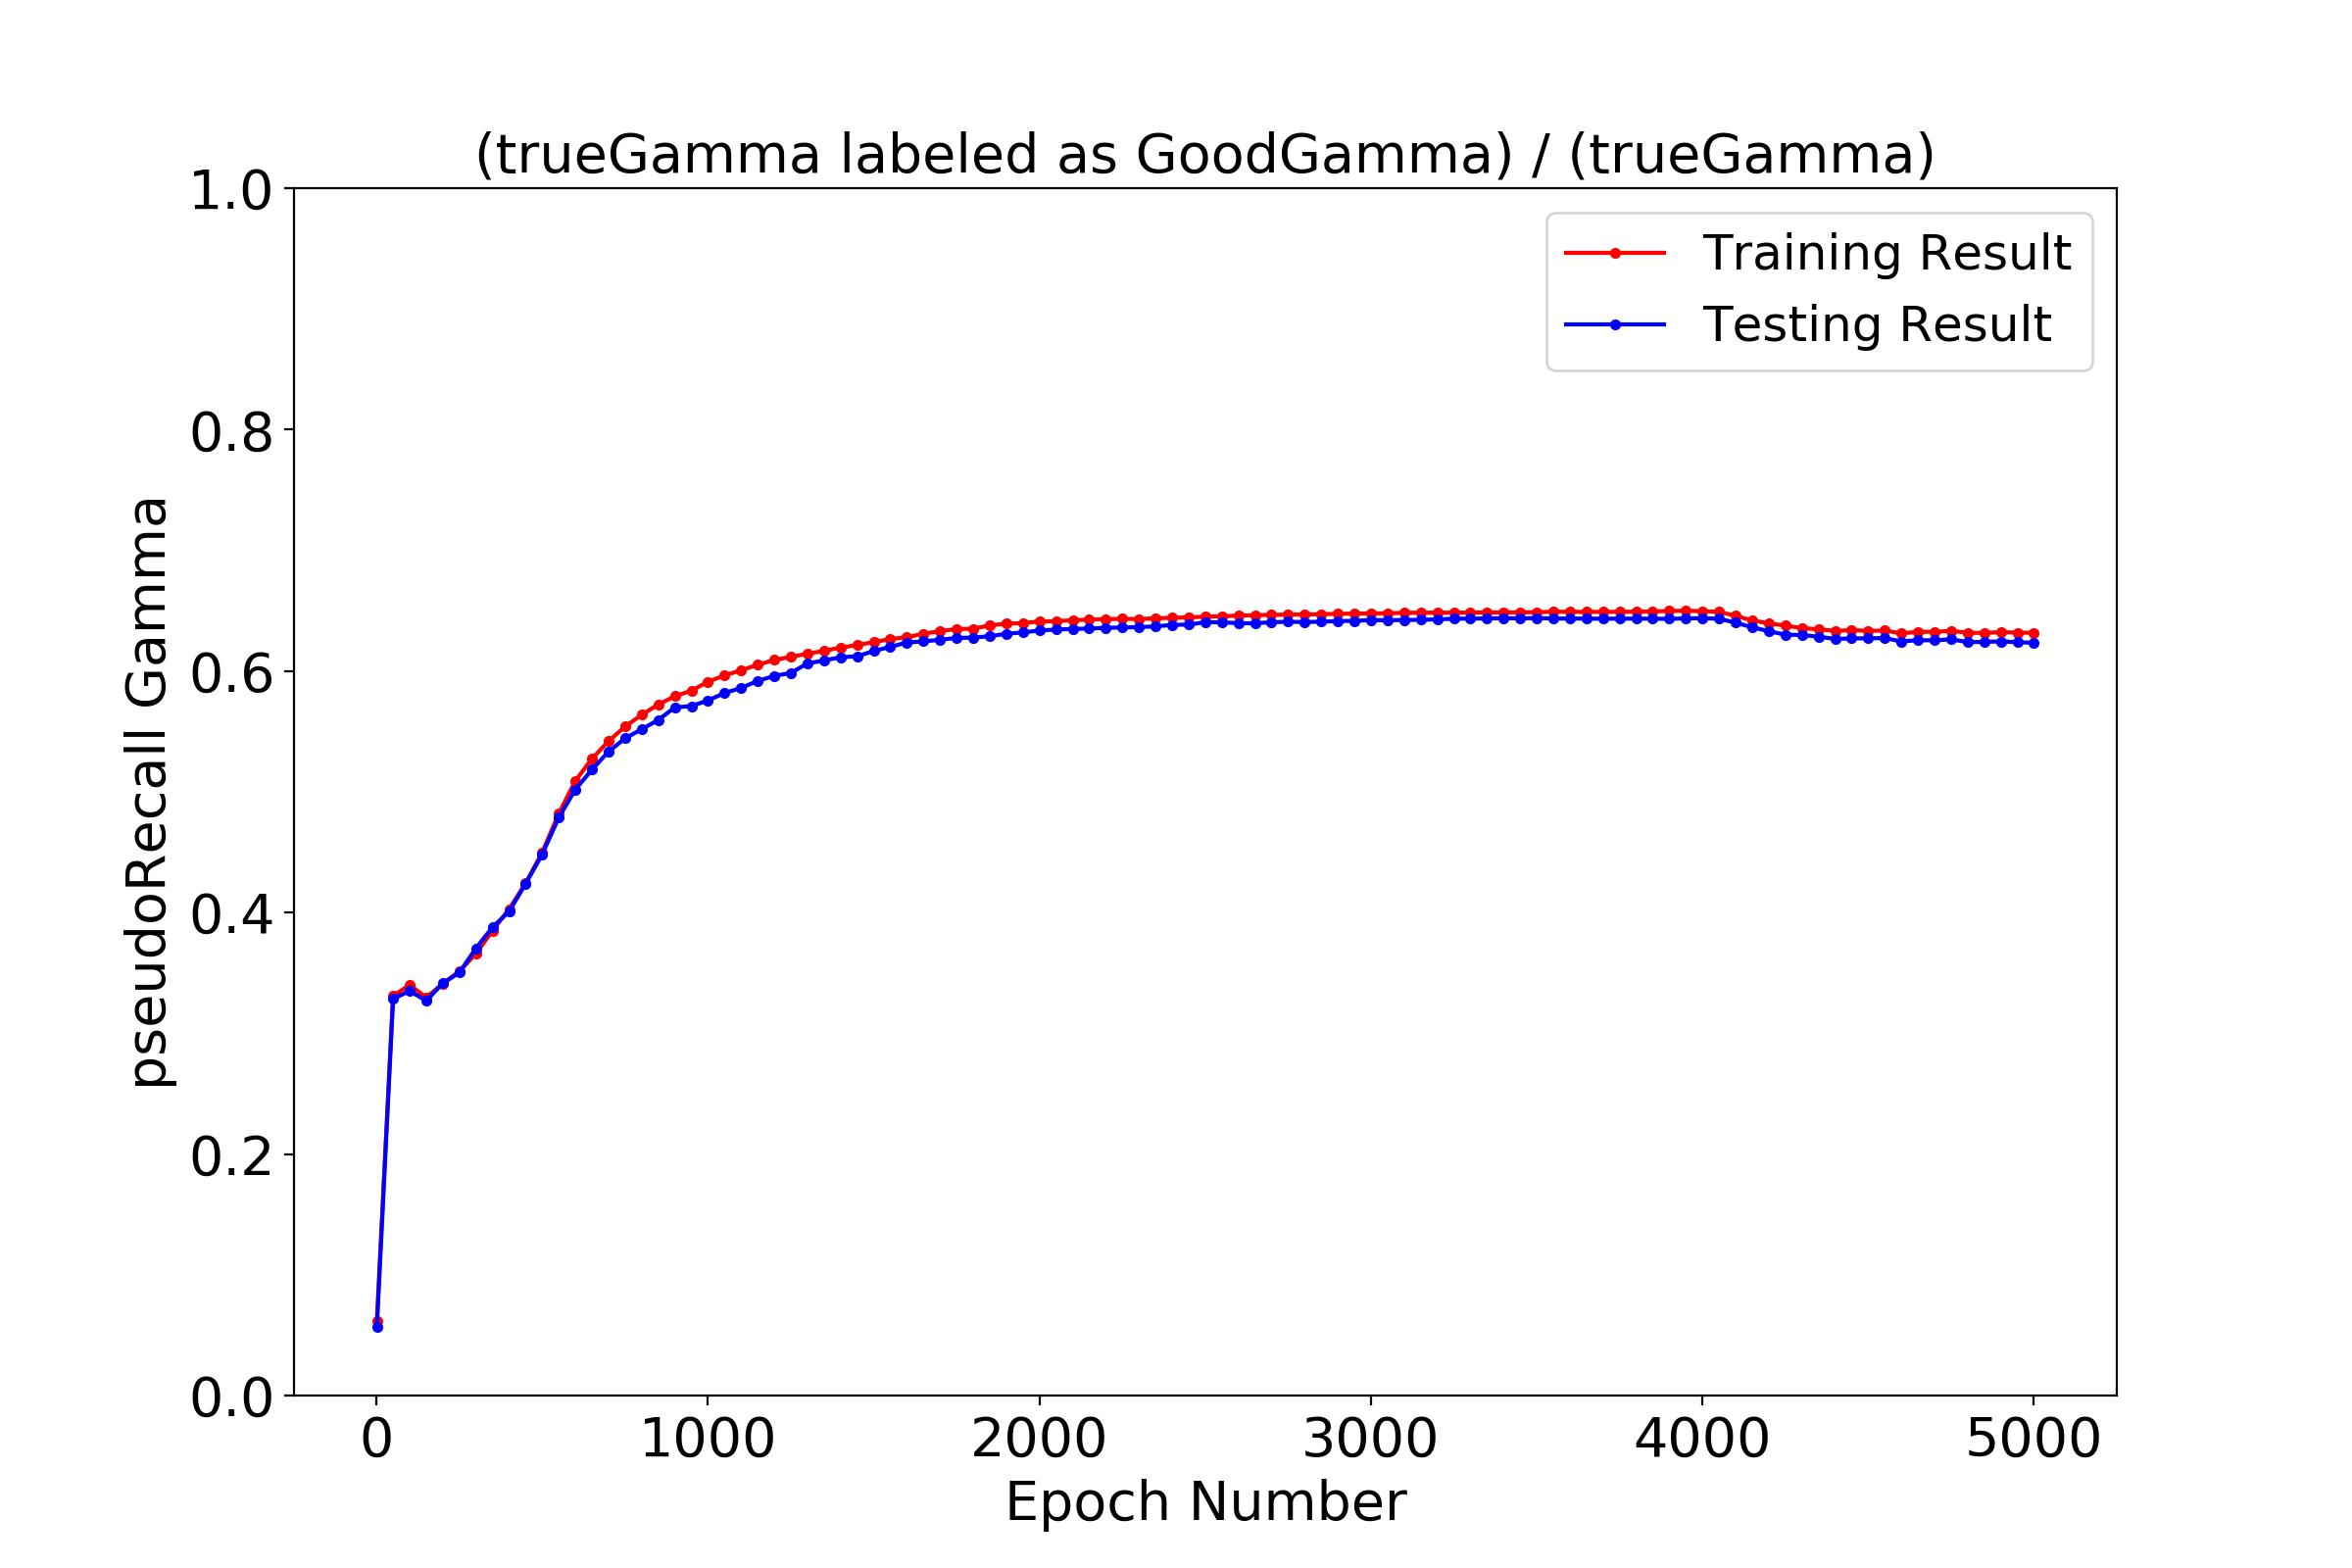 (trueGamma labeled as GoodGamma) / (trueGamma)
1.0
0.8
0.6
0.4
0.2
0.0
pseudoRecall Gamma
Training Result
Testing Result
0 1000 2000 3000 4000 5000
Epoch Number